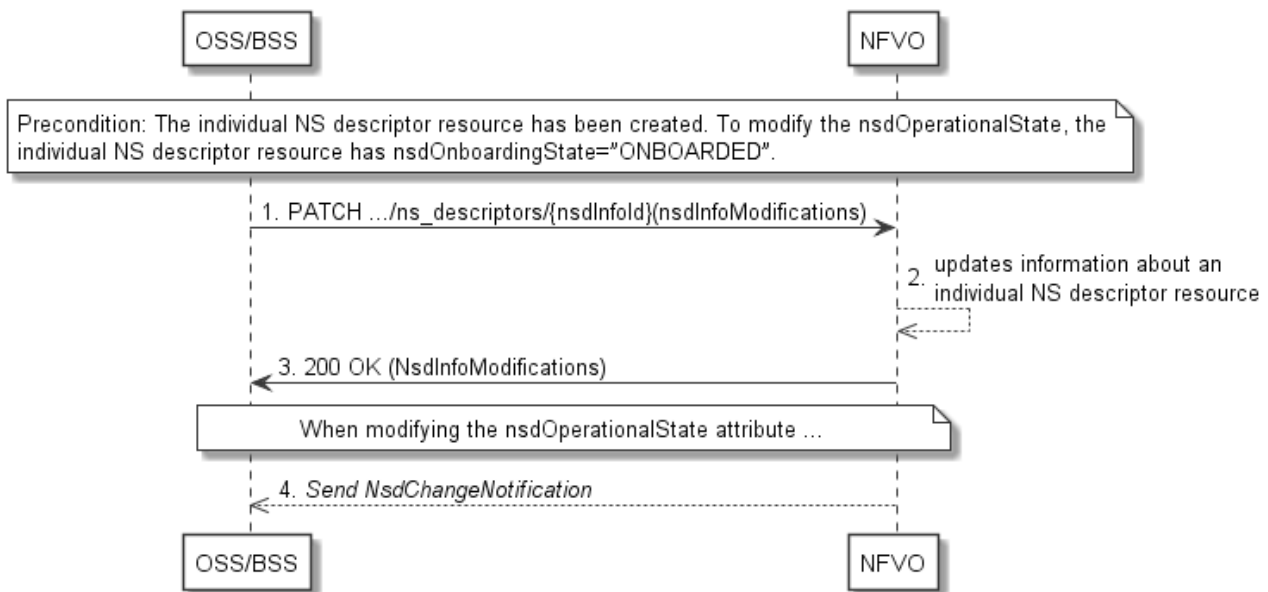 OSS/BSS
NFVO
Precondition: The individual NS descriptor resource has been created. To modify the nsdOperationalState, the
individual NS descriptor resource has nsdOnboardingState="ONBOARDED".
1. PATCH .../ns_descriptors/{nsdInfoId}(nsdInfoModifications)
2. updates information about an
individual NS descriptor resource
3. 200 OK (NsdInfoModifications)
When modifying the nsdOperationalState attribute ...
4. Send NsdChangeNotification
OSS/BSS
NFVO